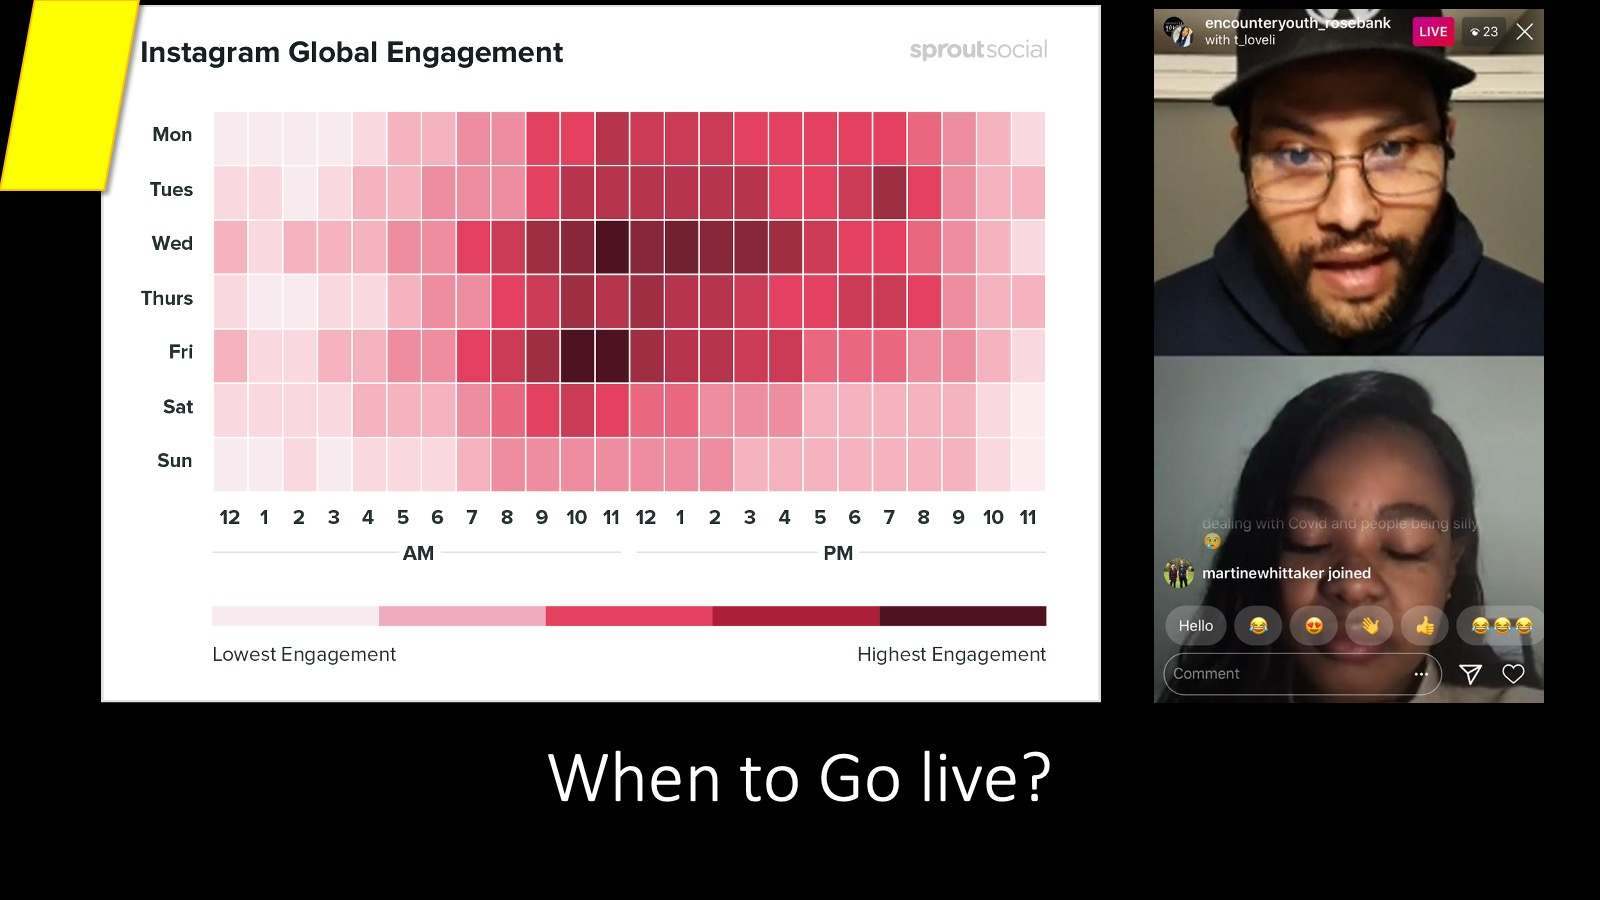 Instagram Global Engagement
sproutsocial
Mon
Tues
Wed
Thurs
Fri
Sat
Sun
12 1 2 3 4 5 6 7 8 9 10 11 12 1 2 3 4 5 6 7 8 9 10 11
AM PM
Lowest Engagement Highest Engagement
encounteryouth_rosebank
with t_loveli
LIVE
23
dealing with Covid and people being silly
😢
martinewhittaker joined
Hello 😂 😍 👋 👍 😂😂😂
Comment
When to Go live?